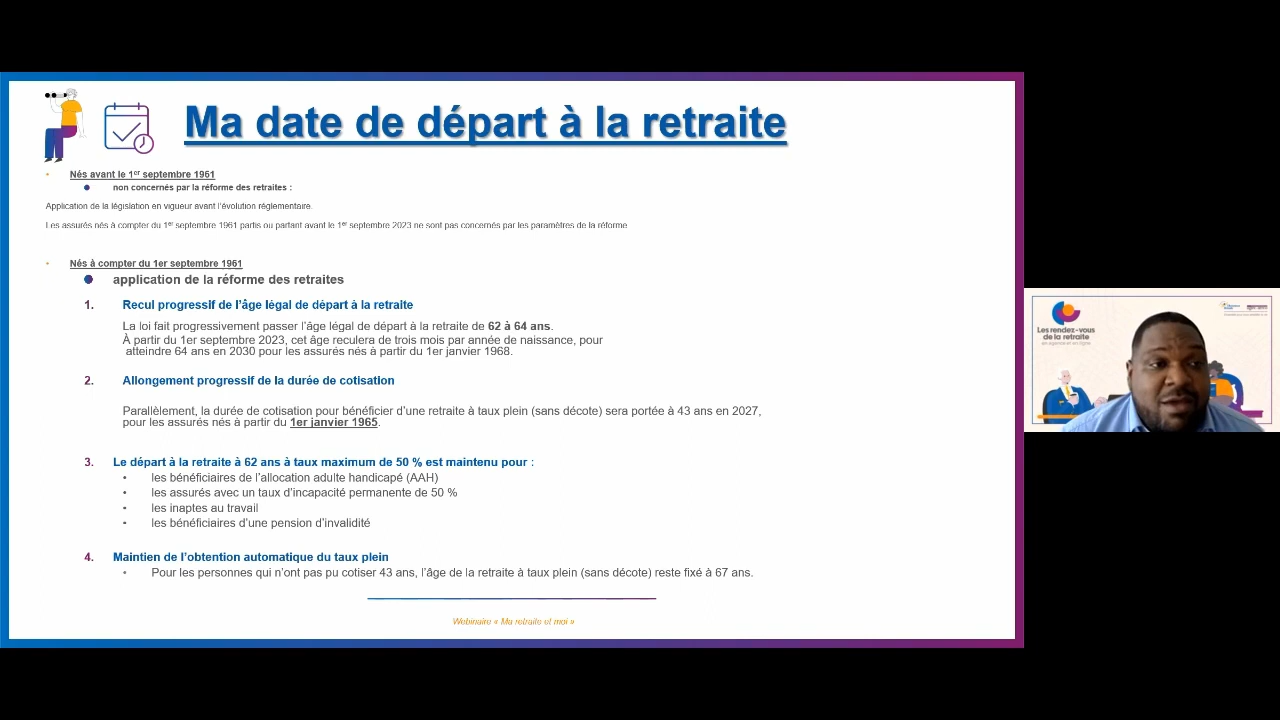 Ma date de départ à la retraite
• Nés avant le 1er septembre 1961
non concernés par la réforme des retraites :
Application de la législation en vigueur avant l'évolution réglementaire.
Les assurés nés à compter du 1er septembre 1961 partis ou partant avant le 1er septembre 2023 ne sont pas concernés par les paramètres de la réforme
• Nés à compter du 1er septembre 1961
application de la réforme des retraites
1. Recul progressif de l'âge légal de départ à la retraite
La loi fait progressivement passer l'âge légal de départ à la retraite de 62 à 64 ans.
À partir du 1er septembre 2023, cet âge reculera de trois mois par année de naissance, pour
atteindre 64 ans en 2030 pour les assurés nés à partir du 1er janvier 1968.
2. Allongement progressif de la durée de cotisation
Parallèlement, la durée de cotisation pour bénéficier d'une retraite à taux plein (sans décote) sera portée à 43 ans en 2027,
pour les assurés nés à partir du 1er janvier 1965.
3. Le départ à la retraite à 62 ans à taux maximum de 50 % est maintenu pour :
• les bénéficiaires de l'allocation adulte handicapé (AAH)
• les assurés avec un taux d'incapacité permanente de 50 %
• les inaptes au travail
• les bénéficiaires d'une pension d'invalidité
4. Maintien de l'obtention automatique du taux plein
• Pour les personnes qui n'ont pas pu cotiser 43 ans, l'âge de la retraite à taux plein (sans décote) reste fixé à 67 ans.
Webinaire « Ma retraite et moi »
Les rendez-vous
de la retraite
en agence et en ligne